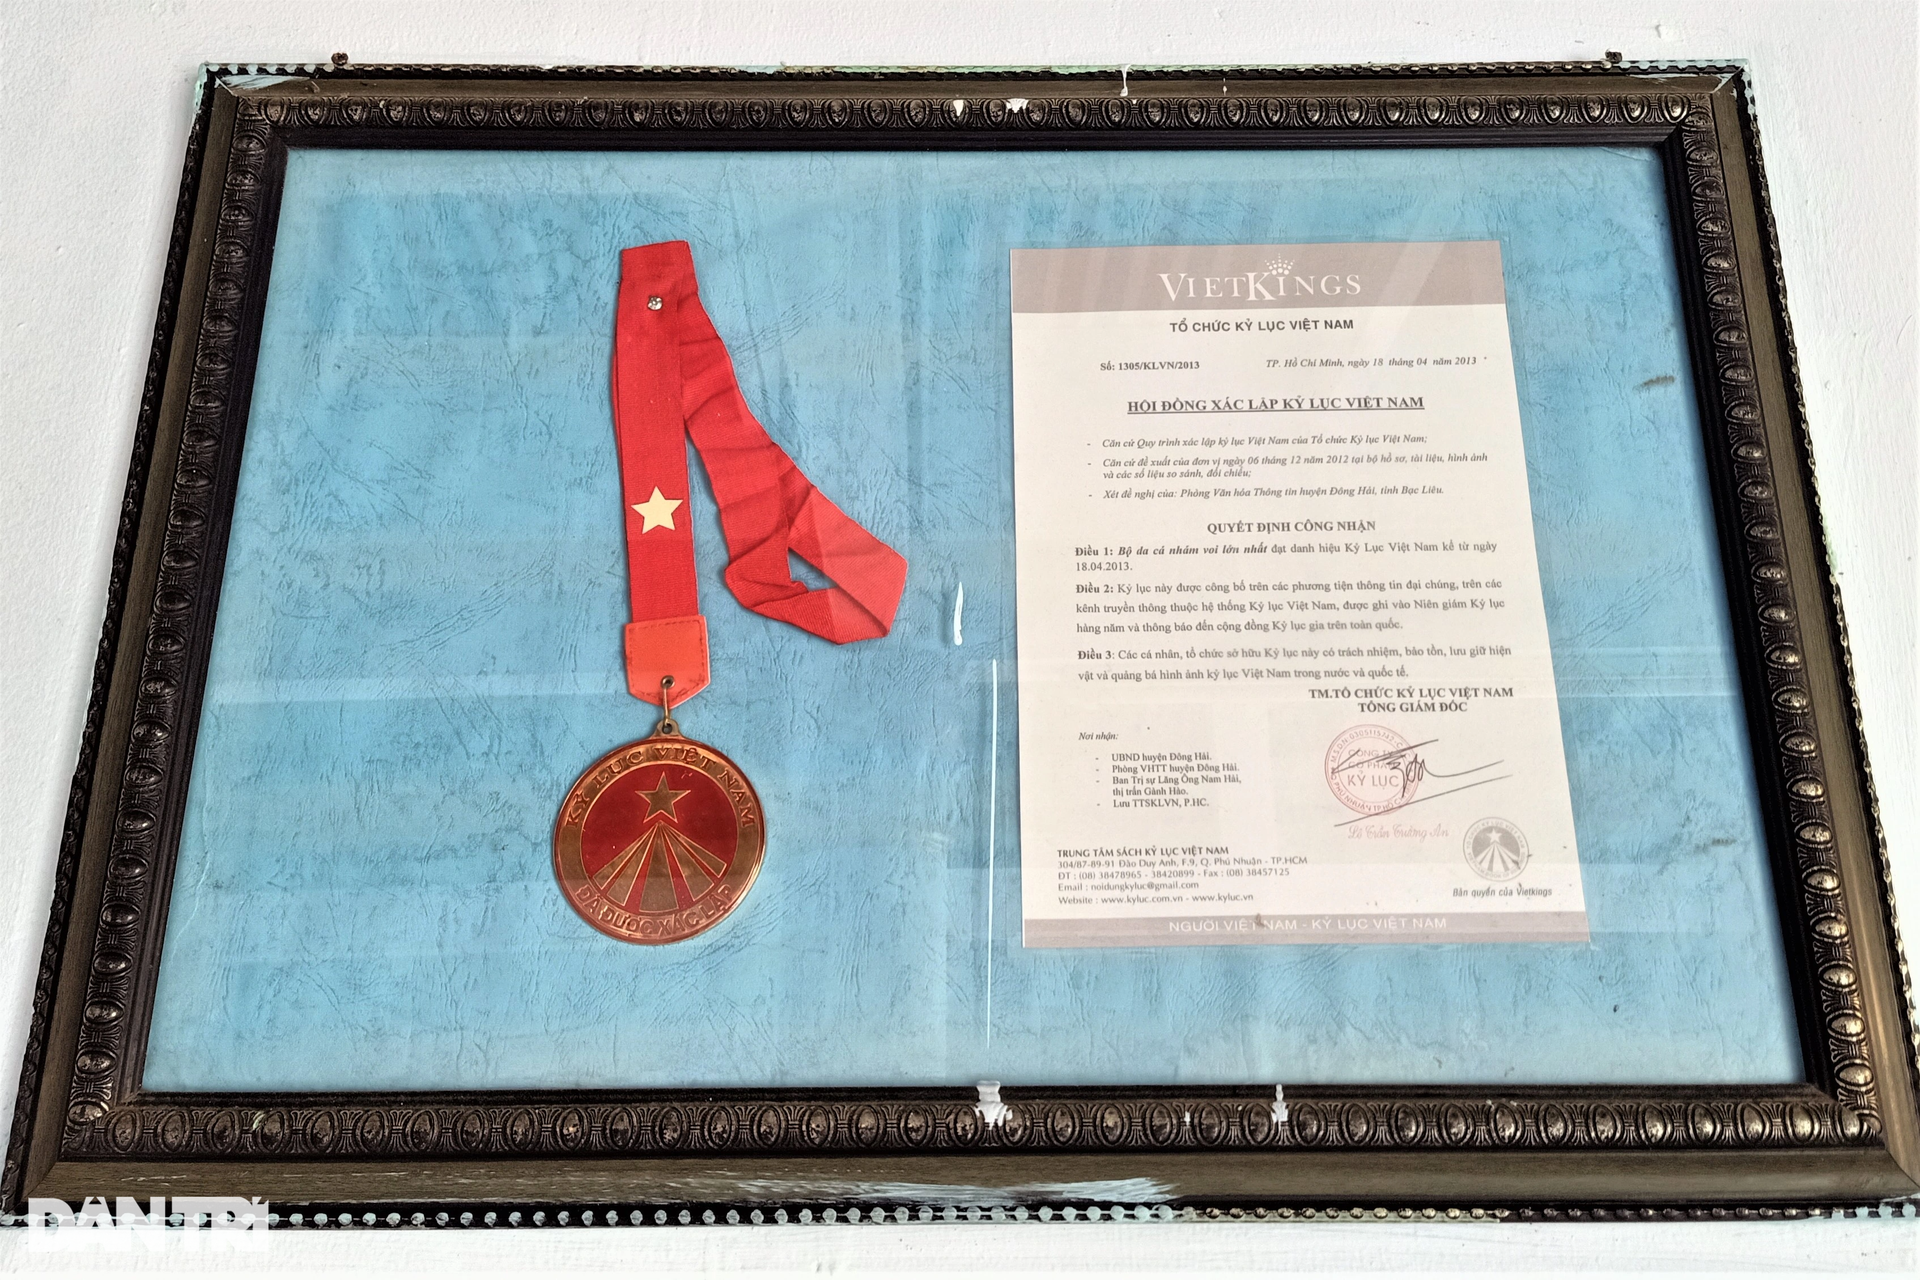 KỶ LỤC VIỆT NAM
ĐÃ ĐƯỢC XÁC LẬP
VIETKINGS
TỔ CHỨC KỶ LỤC VIỆT NAM
Số: 1305/KLVN/2013
TP. Hồ Chí Minh, ngày 18 tháng 04 năm 2013
HỘI ĐỒNG XÁC LẬP KỶ LỤC VIỆT NAM
- Căn cứ Quy trình xác lập kỷ lục Việt Nam của Tổ chức Kỷ lục Việt Nam;
- Căn cứ đề xuất của đơn vị ngày 06 tháng 12 năm 2012 tại bộ hồ sơ, tài liệu, hình ảnh
và các số liệu so sánh, đối chiếu;
- Xét đề nghị của: Phòng Văn hóa Thông tin huyện Đông Hải, tỉnh Bạc Liêu.
QUYẾT ĐỊNH CÔNG NHẬN
Điều 1: Bộ da cá nhám voi lớn nhất đạt danh hiệu Kỷ Lục Việt Nam kể từ ngày
18.04.2013.
Điều 2: Kỷ lục này được công bố trên các phương tiện thông tin đại chúng, trên các
kênh truyền thông thuộc hệ thống Kỷ lục Việt Nam, được ghi vào Niên giám Kỷ lục
hàng năm và thông báo đến cộng đồng Kỷ lục gia trên toàn quốc.
Điều 3: Các cá nhân, tổ chức sở hữu Kỷ lục này có trách nhiệm, bảo tồn, lưu giữ hiện
vật và quảng bá hình ảnh kỷ lục Việt Nam trong nước và quốc tế.
TM.TỔ CHỨC KỶ LỤC VIỆT NAM
TỔNG GIÁM ĐỐC
Nơi nhận:
- UBND huyện Đông Hải.
- Phòng VHTT huyện Đông Hải.
- Ban Trị sự Lăng Ông Nam Hải,
thị trấn Gành Hào.
- Lưu TTSKLVN, P.HC.
CÔNG TY
CỔ PHẦN
KỶ LỤC
Lê Trần Trường An
TRUNG TÂM SÁCH KỶ LỤC VIỆT NAM
304/87-89-91 Đào Duy Anh, F.9, Q. Phú Nhuận - TP.HCM
ĐT : (08) 38478965 - 38420899 - Fax : (08) 38457125
Email : noidungkyluc@gmail.com
Website : www.kyluc.com.vn - www.kyluc.vn
Bản quyền của Vietkings
NGƯỜI VIỆT NAM - KỶ LỤC VIỆT NAM
DÂN TRÍ